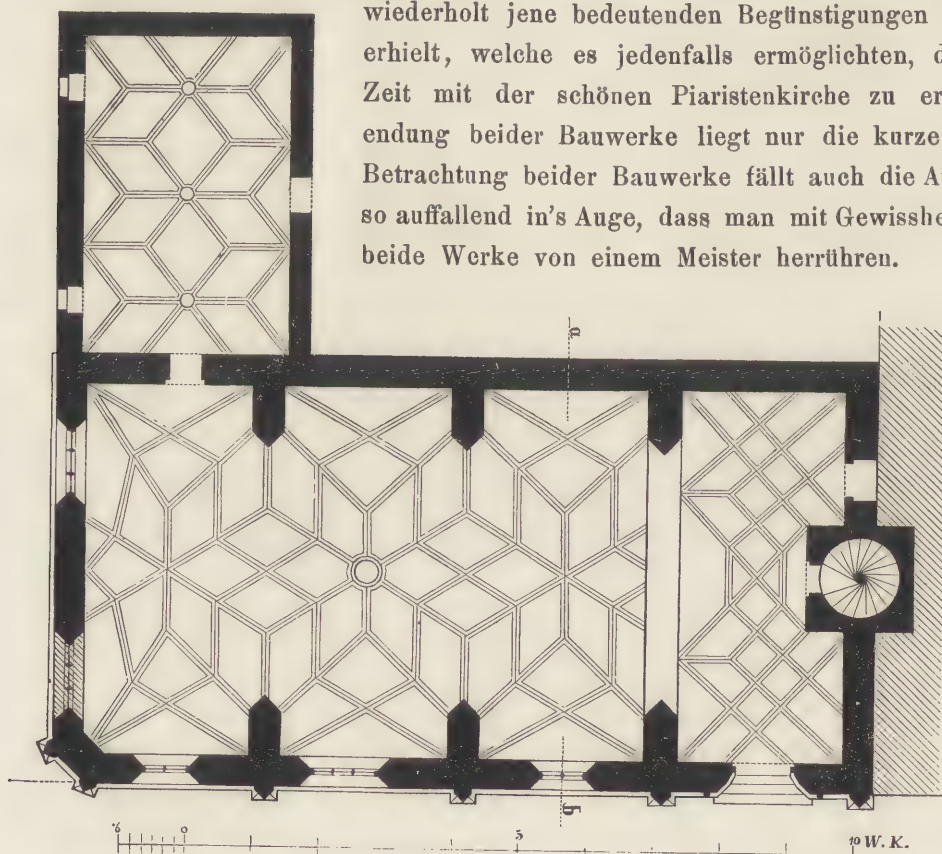 wiederholt jene bedeutenden Begünstigungen
erhielt, welche es jedenfalls ermöglichten,
Zeit mit der schönen Piaristenkirche zu
endung beider Bauwerke liegt nur die kurze
Betrachtung beider Bauwerke fällt auch die
so auffallend in's Auge, dass man mit
beide Werke von einem Meister herrühren.
a
b
0
5
10 W. K.